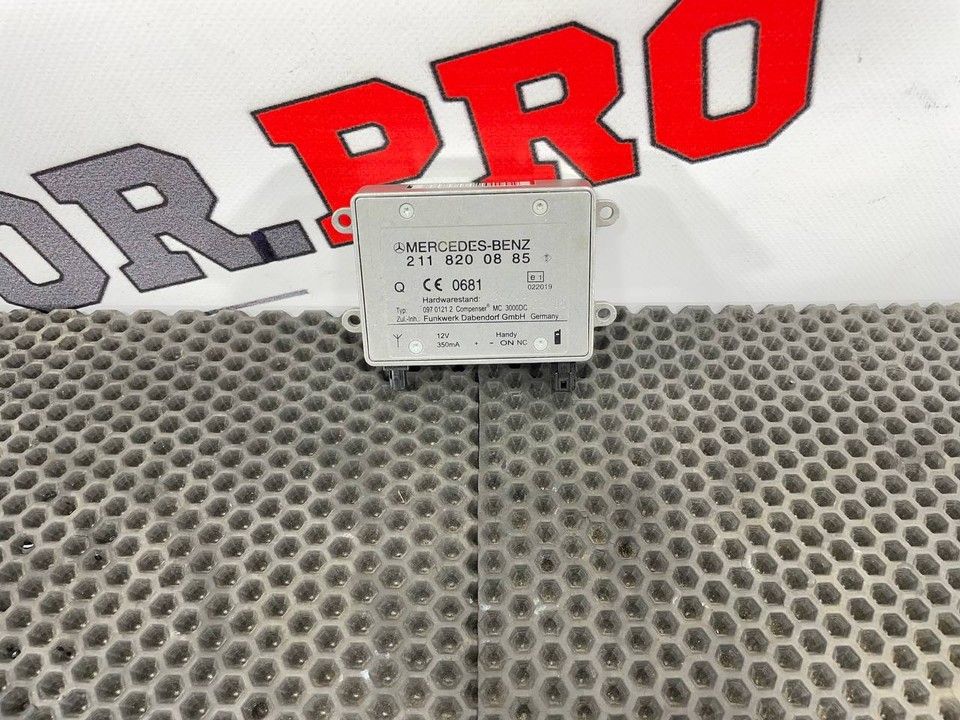 OR.PRO
MERCEDES-BENZ
211 820 08 85
Q CE 0681 e 1
022019
Hardwarestand:
Typ: 097 0121 2 Compenser® MC 3000DC
Zul.-Inh.: Funkwerk Dabendorf GmbH Germany
12V Handy
350mA + - ON NC